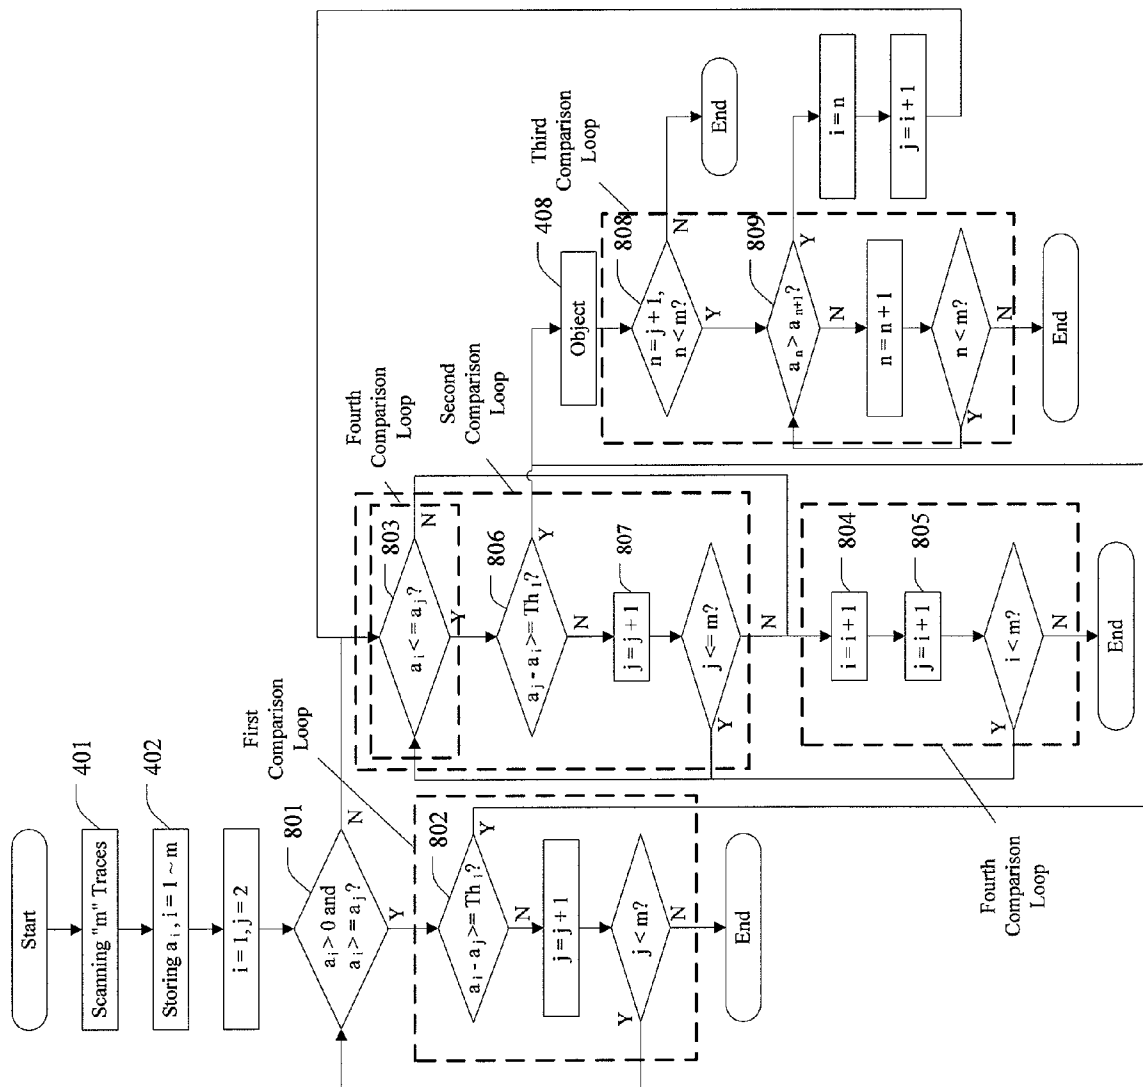 Start
Scanning "m" Traces
401
Storing a i , i = 1 ~ m
402
i = 1, j = 2
801
a i > 0 and
a i > = a j ?
N
Y
First
Comparison
Loop
802
a i - a j >= Th i ?
Y
N
j = j + 1
j < m?
Y
N
End
Fourth
Comparison
Loop
803
a i <= a j ?
N
Y
Second
Comparison
Loop
806
a j - a i >= Th i ?
Y
N
807
j = j + 1
j <= m?
Y
N
804
i = i + 1
805
j = i + 1
i < m?
Y
N
End
Fourth
Comparison
Loop
408
Object
Third
Comparison
Loop
808
n = j + 1,
n < m?
N
Y
End
809
a n > a n+1 ?
Y
N
n = n + 1
n < m?
Y
N
End
i = n
j = i + 1